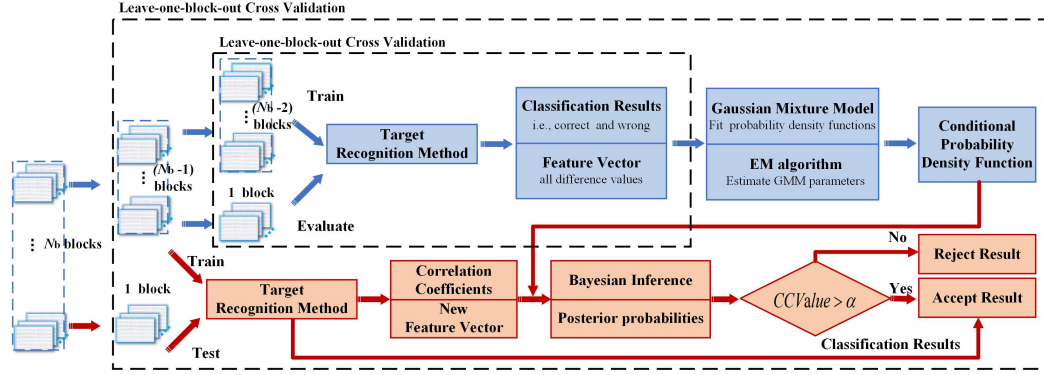 Leave-one-block-out Cross Validation
Leave-one-block-out Cross Validation
(Nb -2)
blocks
Train
1 block
Evaluate
Target
Recognition Method
Classification Results
i.e., correct and wrong
Feature Vector
all difference values
Gaussian Mixture Model
Fit probability density functions
EM algorithm
Estimate GMM parameters
Conditional
Probability
Density Function
(Nb -1)
blocks
Nb blocks
Train
1 block
Test
Target
Recognition Method
Correlation
Coefficients
New
Feature Vector
Bayesian Inference
Posterior probabilities
CCValue > α
No
Reject Result
Yes
Accept Result
Classification Results